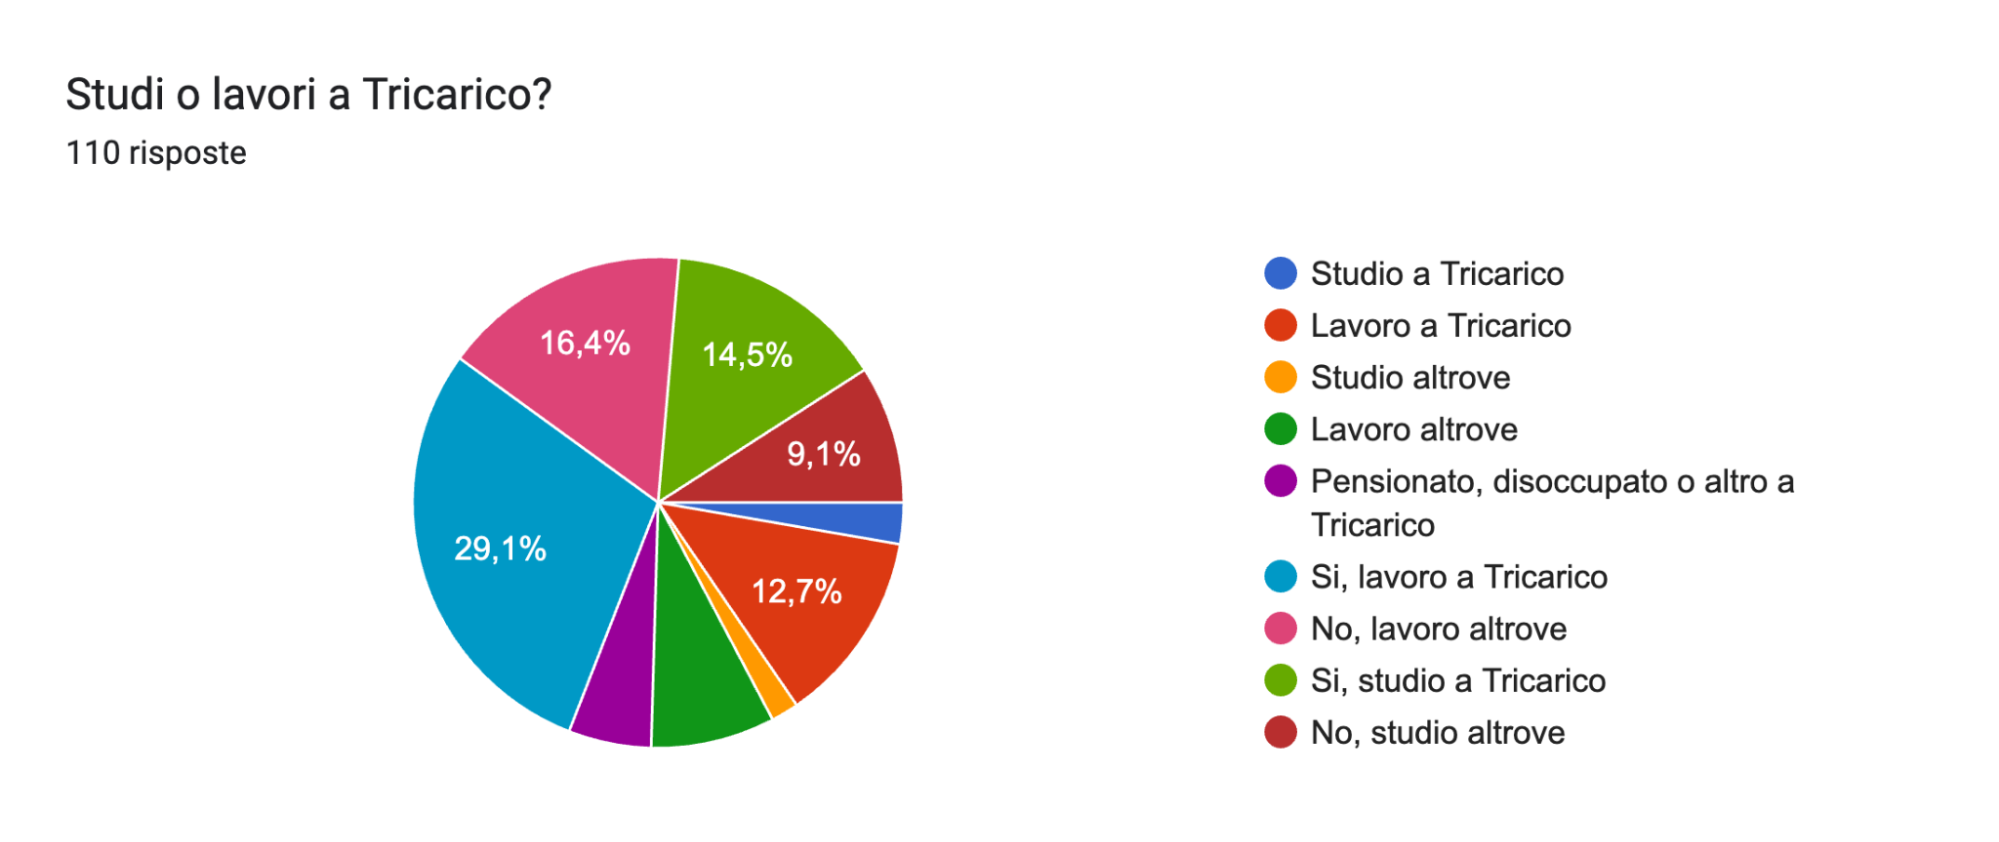 Studi o lavori a Tricarico?
110 risposte
16,4%
14,5%
9,1%
29,1%
12,7%
Studio a Tricarico
Lavoro a Tricarico
Studio altrove
Lavoro altrove
Pensionato, disoccupato o altro a
Tricarico
Si, lavoro a Tricarico
No, lavoro altrove
Si, studio a Tricarico
No, studio altrove